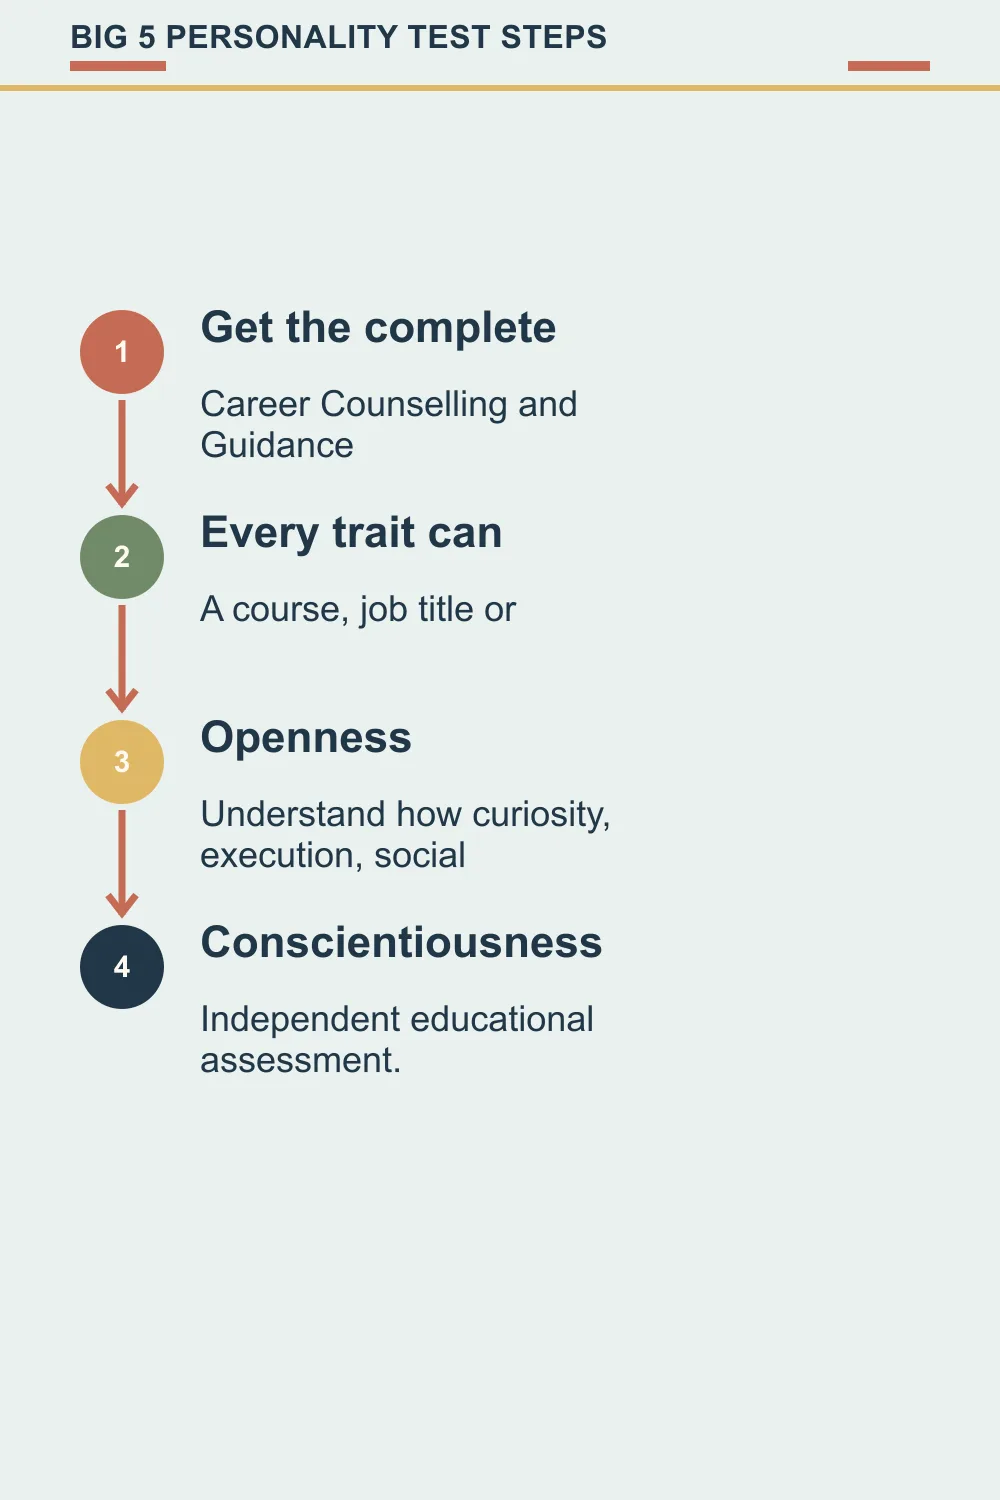 BIG 5 PERSONALITY TEST STEPS
1
Get the complete
Career Counselling and
Guidance
2
Every trait can
A course, job title or
3
Openness
Understand how curiosity,
execution, social
4
Conscientiousness
Independent educational
assessment.